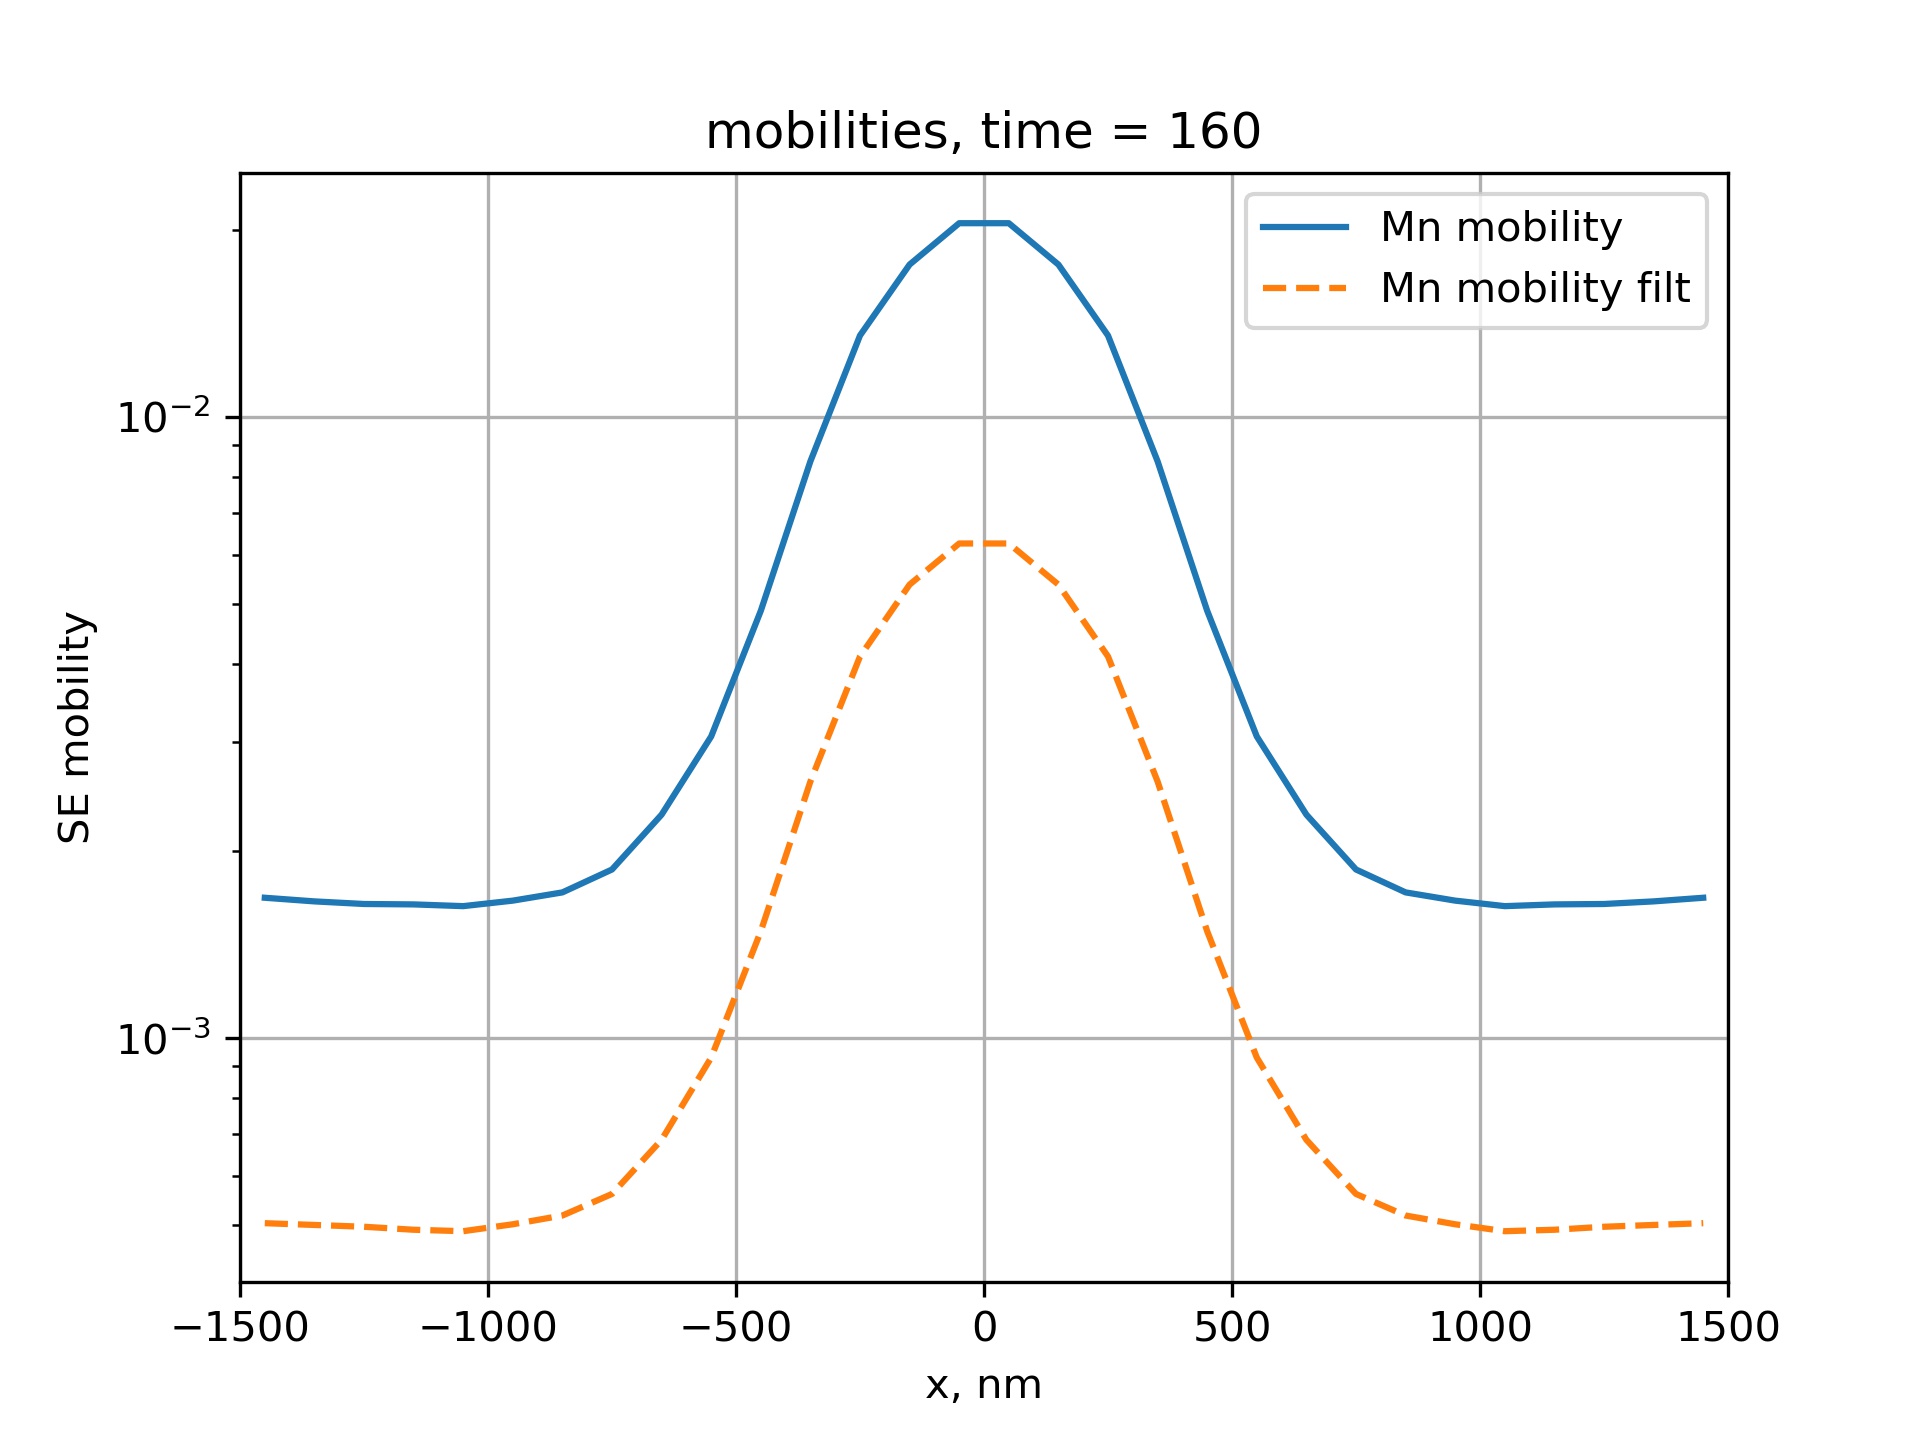 mobilities, time = 160
Mn mobility
Mn mobility filt
SE mobility
10⁻²
10⁻³
−1500 −1000 −500 0 500 1000 1500
x, nm